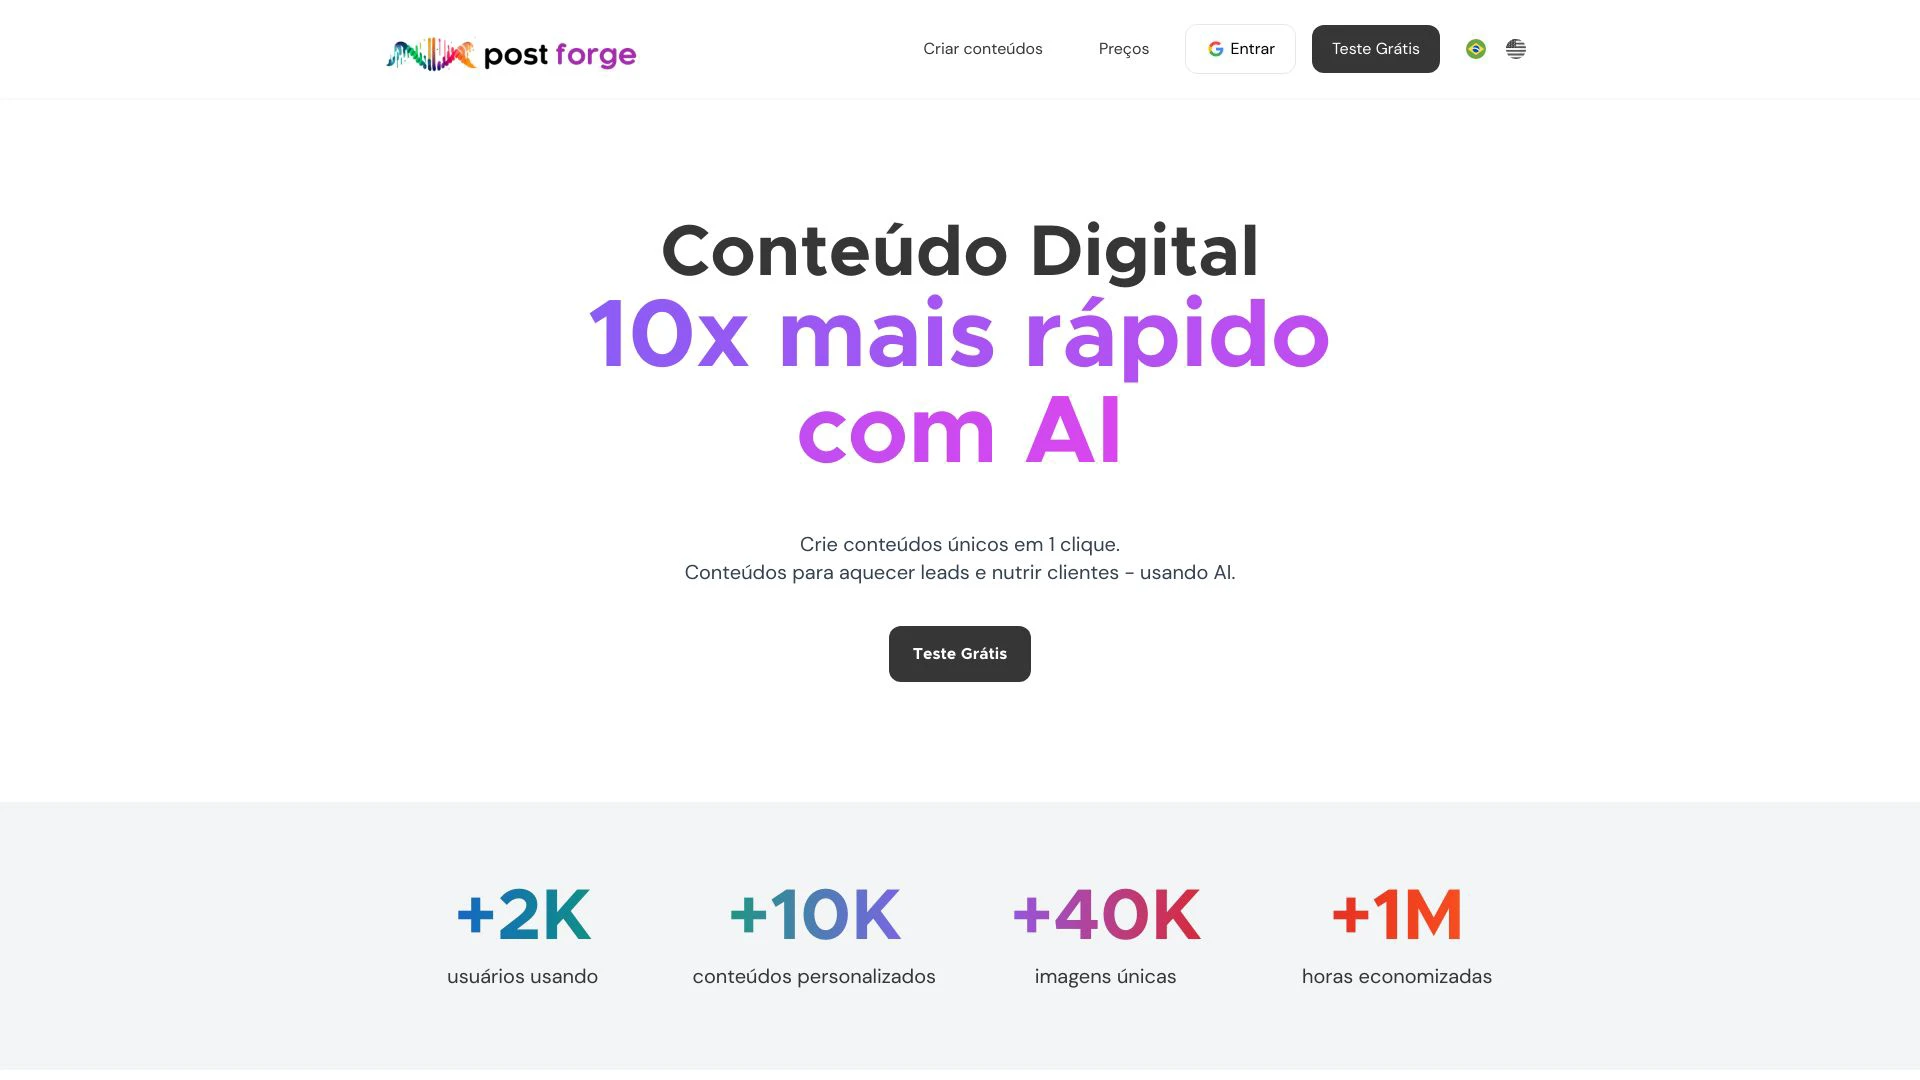 post forge
Criar conteúdos
Preços
Entrar
Teste Grátis
Conteúdo Digital
10x mais rápido
com AI
Crie conteúdos únicos em 1 clique.
Conteúdos para aquecer leads e nutrir clientes - usando AI.
Teste Grátis
+2K
usuários usando
+10K
conteúdos personalizados
+40K
imagens únicas
+1M
horas economizadas